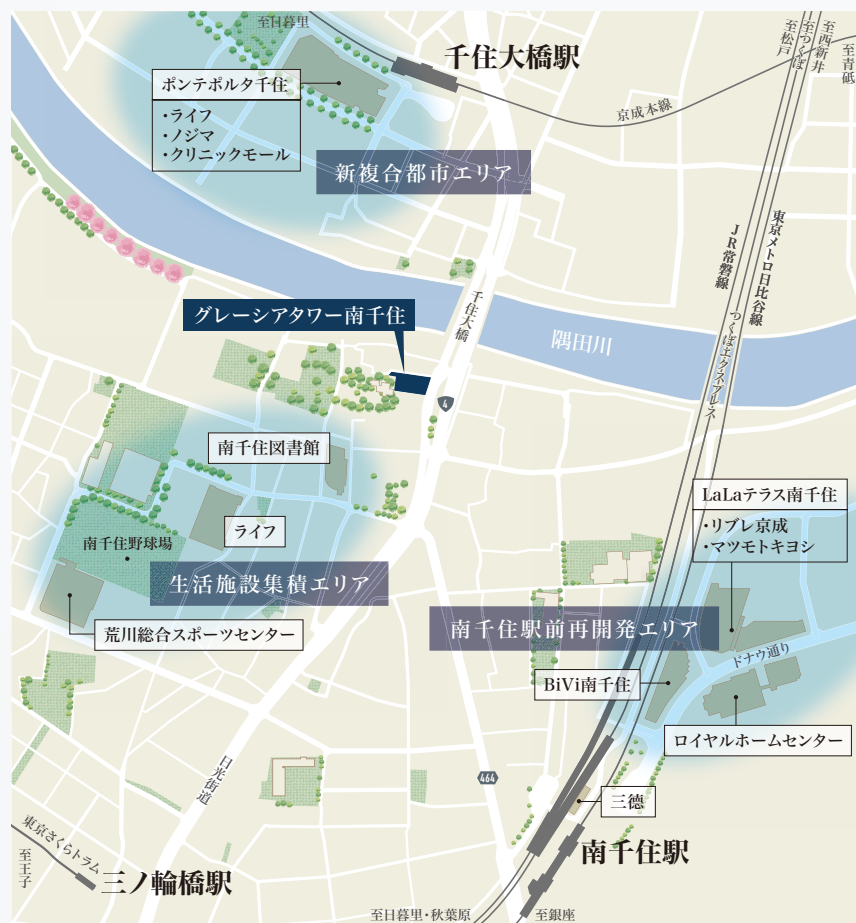 至日暮里
千住大橋駅
至西新井
至つくば
至松戸
至青砥
ポンテポルタ千住
・ライフ
・ノジマ
・クリニックモール
京成本線
新複合都市エリア
東京メトロ日比谷線
JR常磐線
つくばエクスプレス
グレーシアタワー南千住
千住大橋
隅田川
4
南千住図書館
LaLaテラス南千住
・リブレ京成
・マツモトキヨシ
ライフ
南千住野球場
生活施設集積エリア
南千住駅前再開発エリア
荒川総合スポーツセンター
ドナウ通り
BiVi南千住
ロイヤルホームセンター
日光街道
464
三徳
東京さくらトラム
至王子
三ノ輪橋駅
南千住駅
至日暮里・秋葉原
至銀座